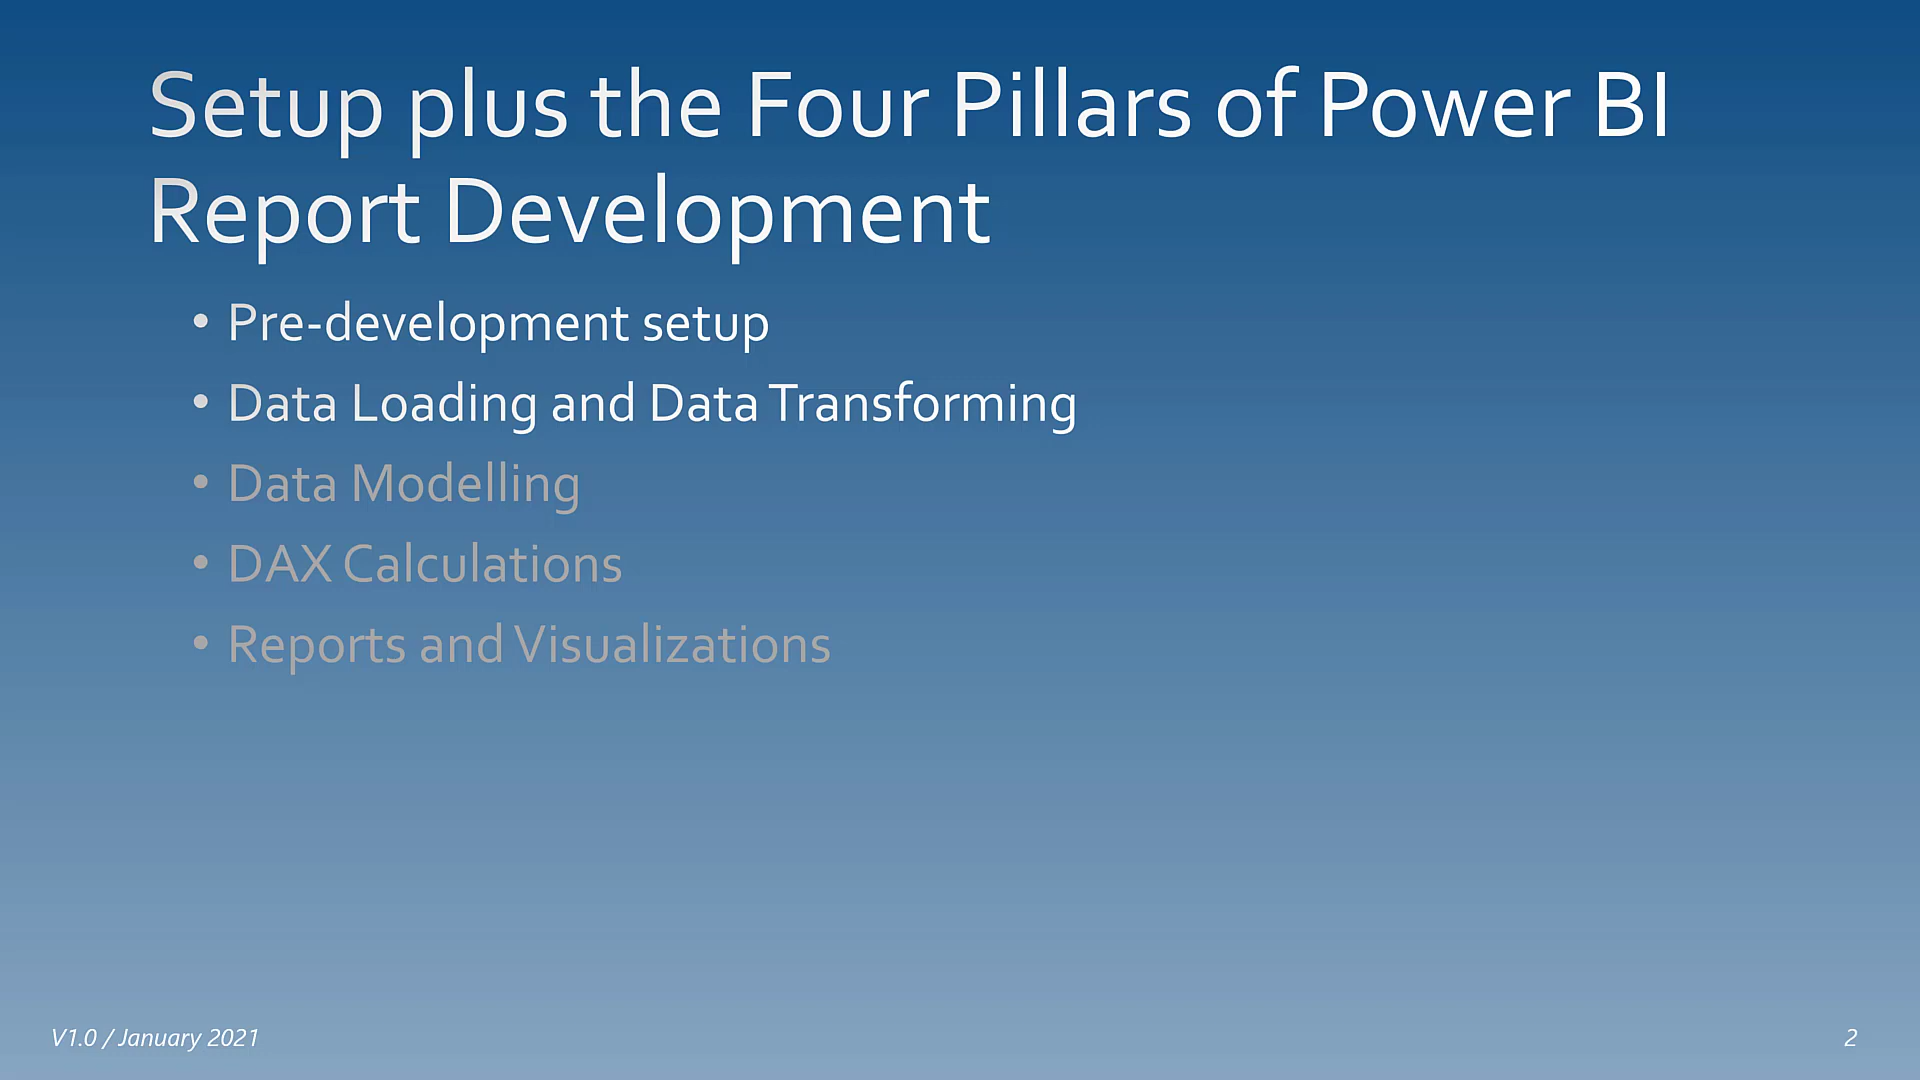 Setup plus the Four Pillars of Power BI
Report Development
• Pre-development setup
• Data Loading and Data Transforming
• Data Modelling
• DAX Calculations
• Reports and Visualizations
V1.0 / January 2021
2